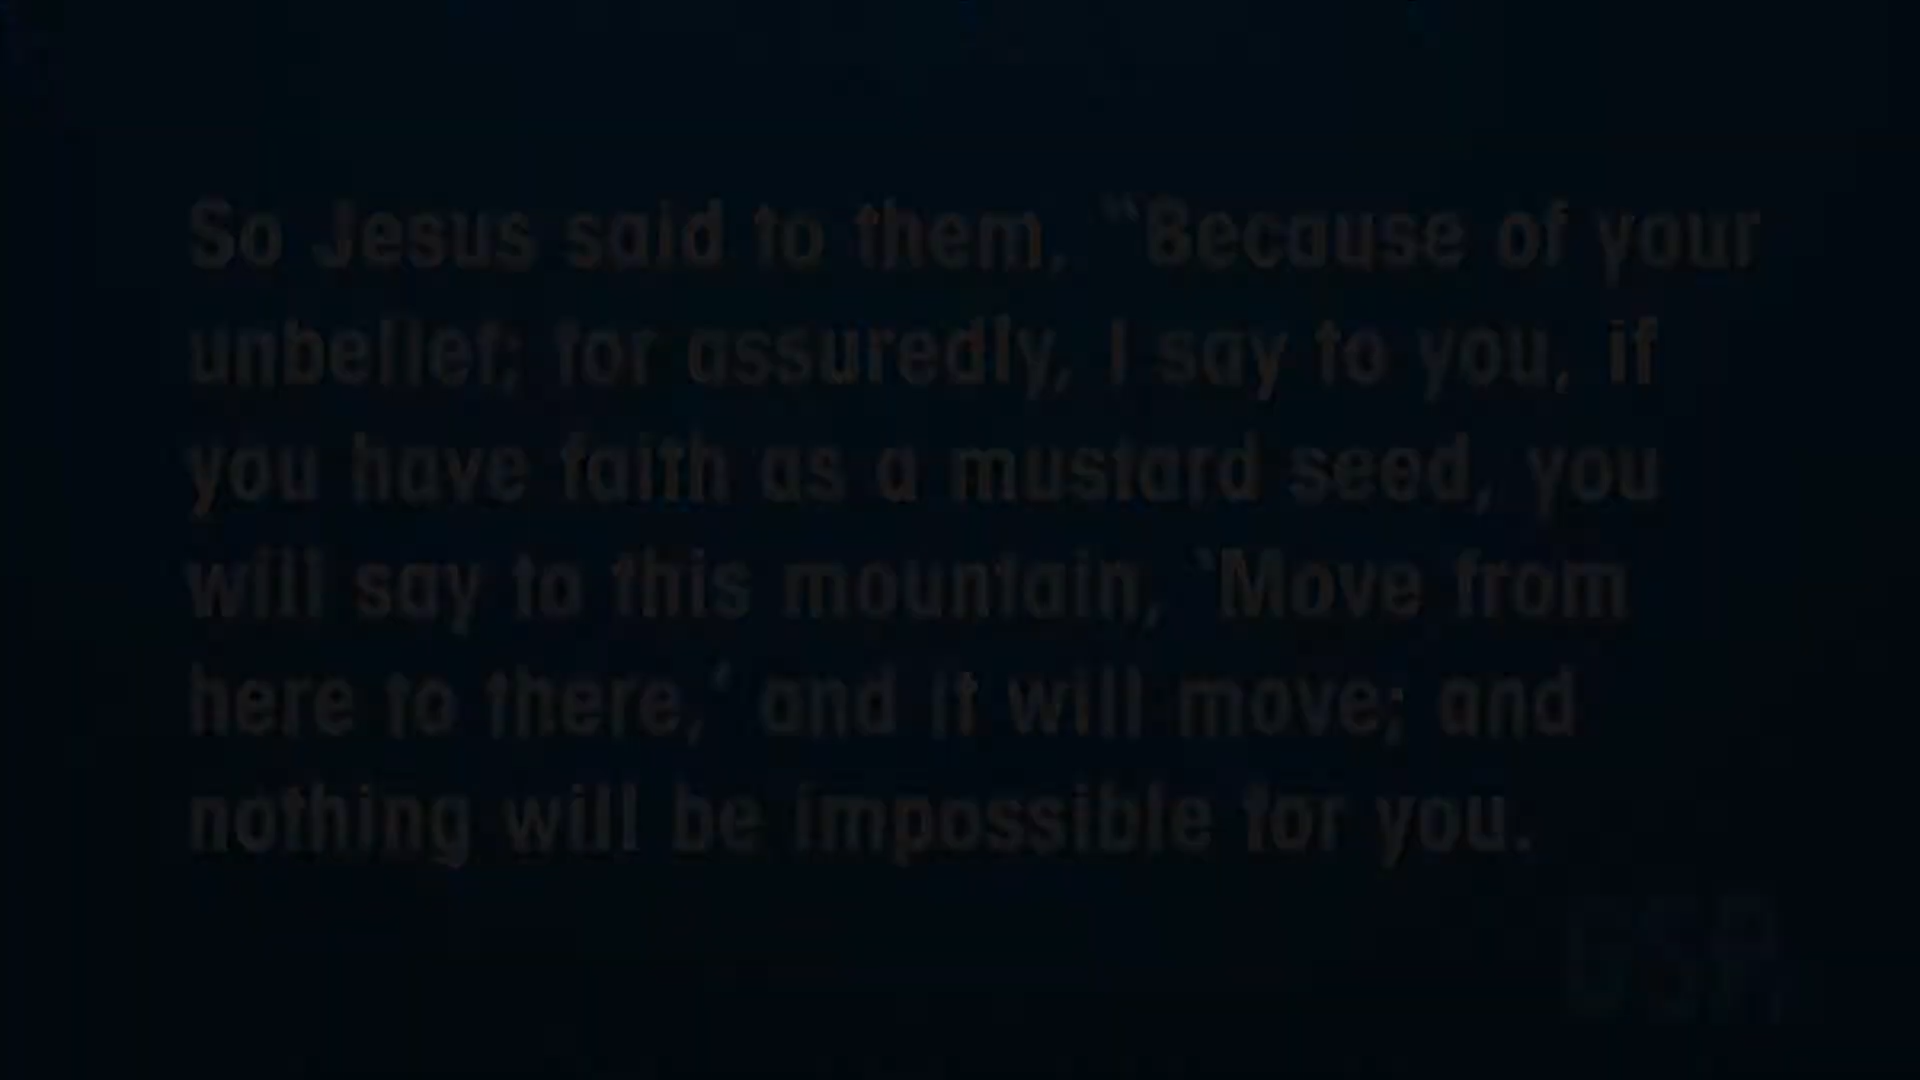 So Jesus said to them, "Because of your
unbelief; for assuredly, I say to you, if
you have faith as a mustard seed, you
will say to this mountain, 'Move from
here to there,' and it will move; and
nothing will be impossible for you.